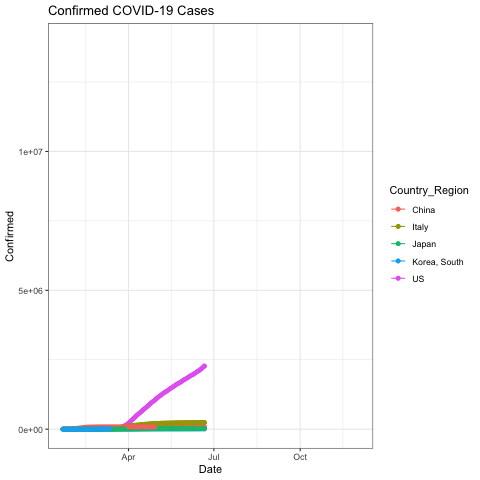 Confirmed COVID-19 Cases
1e+07
5e+06
0e+00
Confirmed
Apr
Jul
Oct
Date
Country_Region
China
Italy
Japan
Korea, South
US